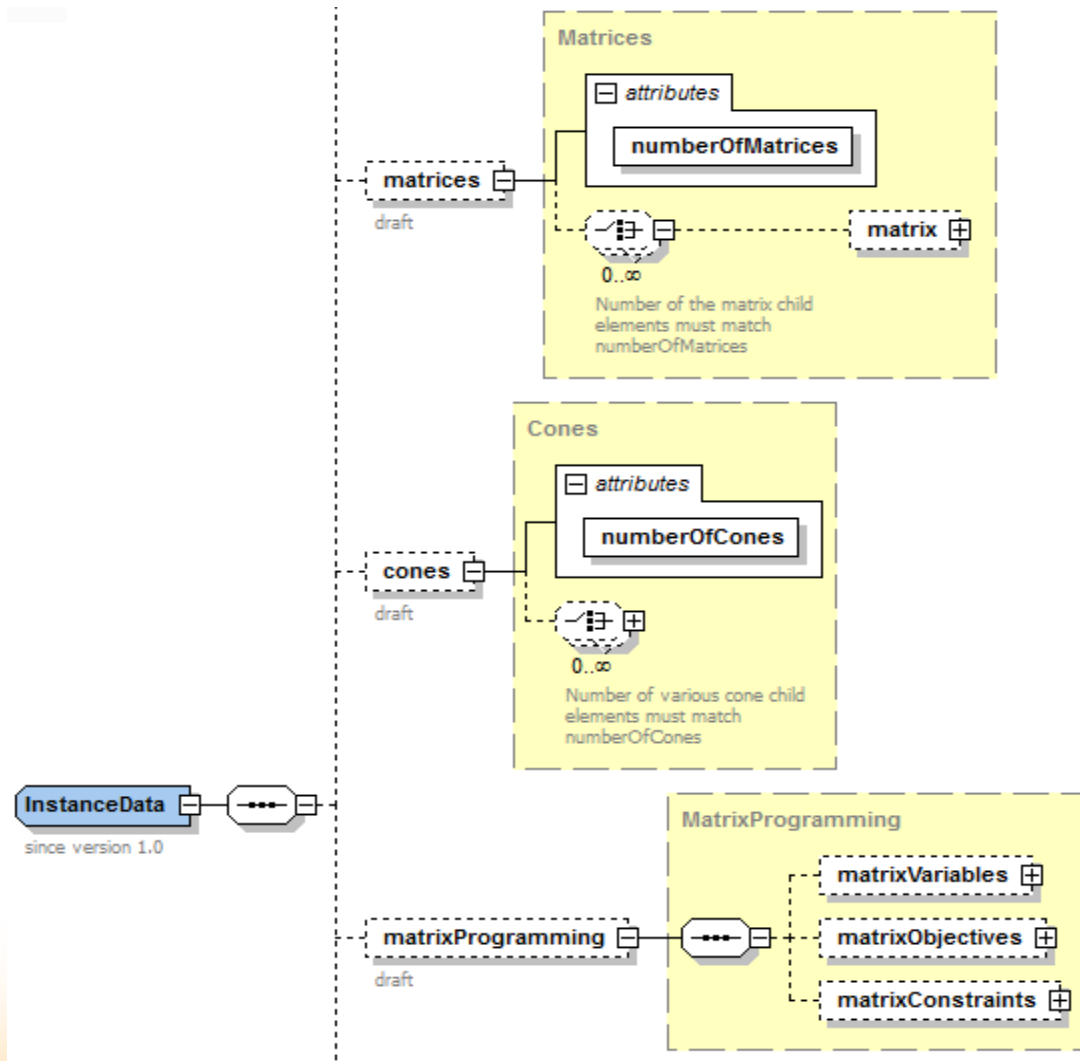 Matrices
attributes
numberOfMatrices
matrices
draft
matrix
0..∞
Number of the matrix child
elements must match
numberOfMatrices
Cones
attributes
numberOfCones
cones
draft
0..∞
Number of various cone child
elements must match
numberOfCones
InstanceData
since version 1.0
MatrixProgramming
matrixVariables
matrixProgramming
matrixObjectives
draft
matrixConstraints